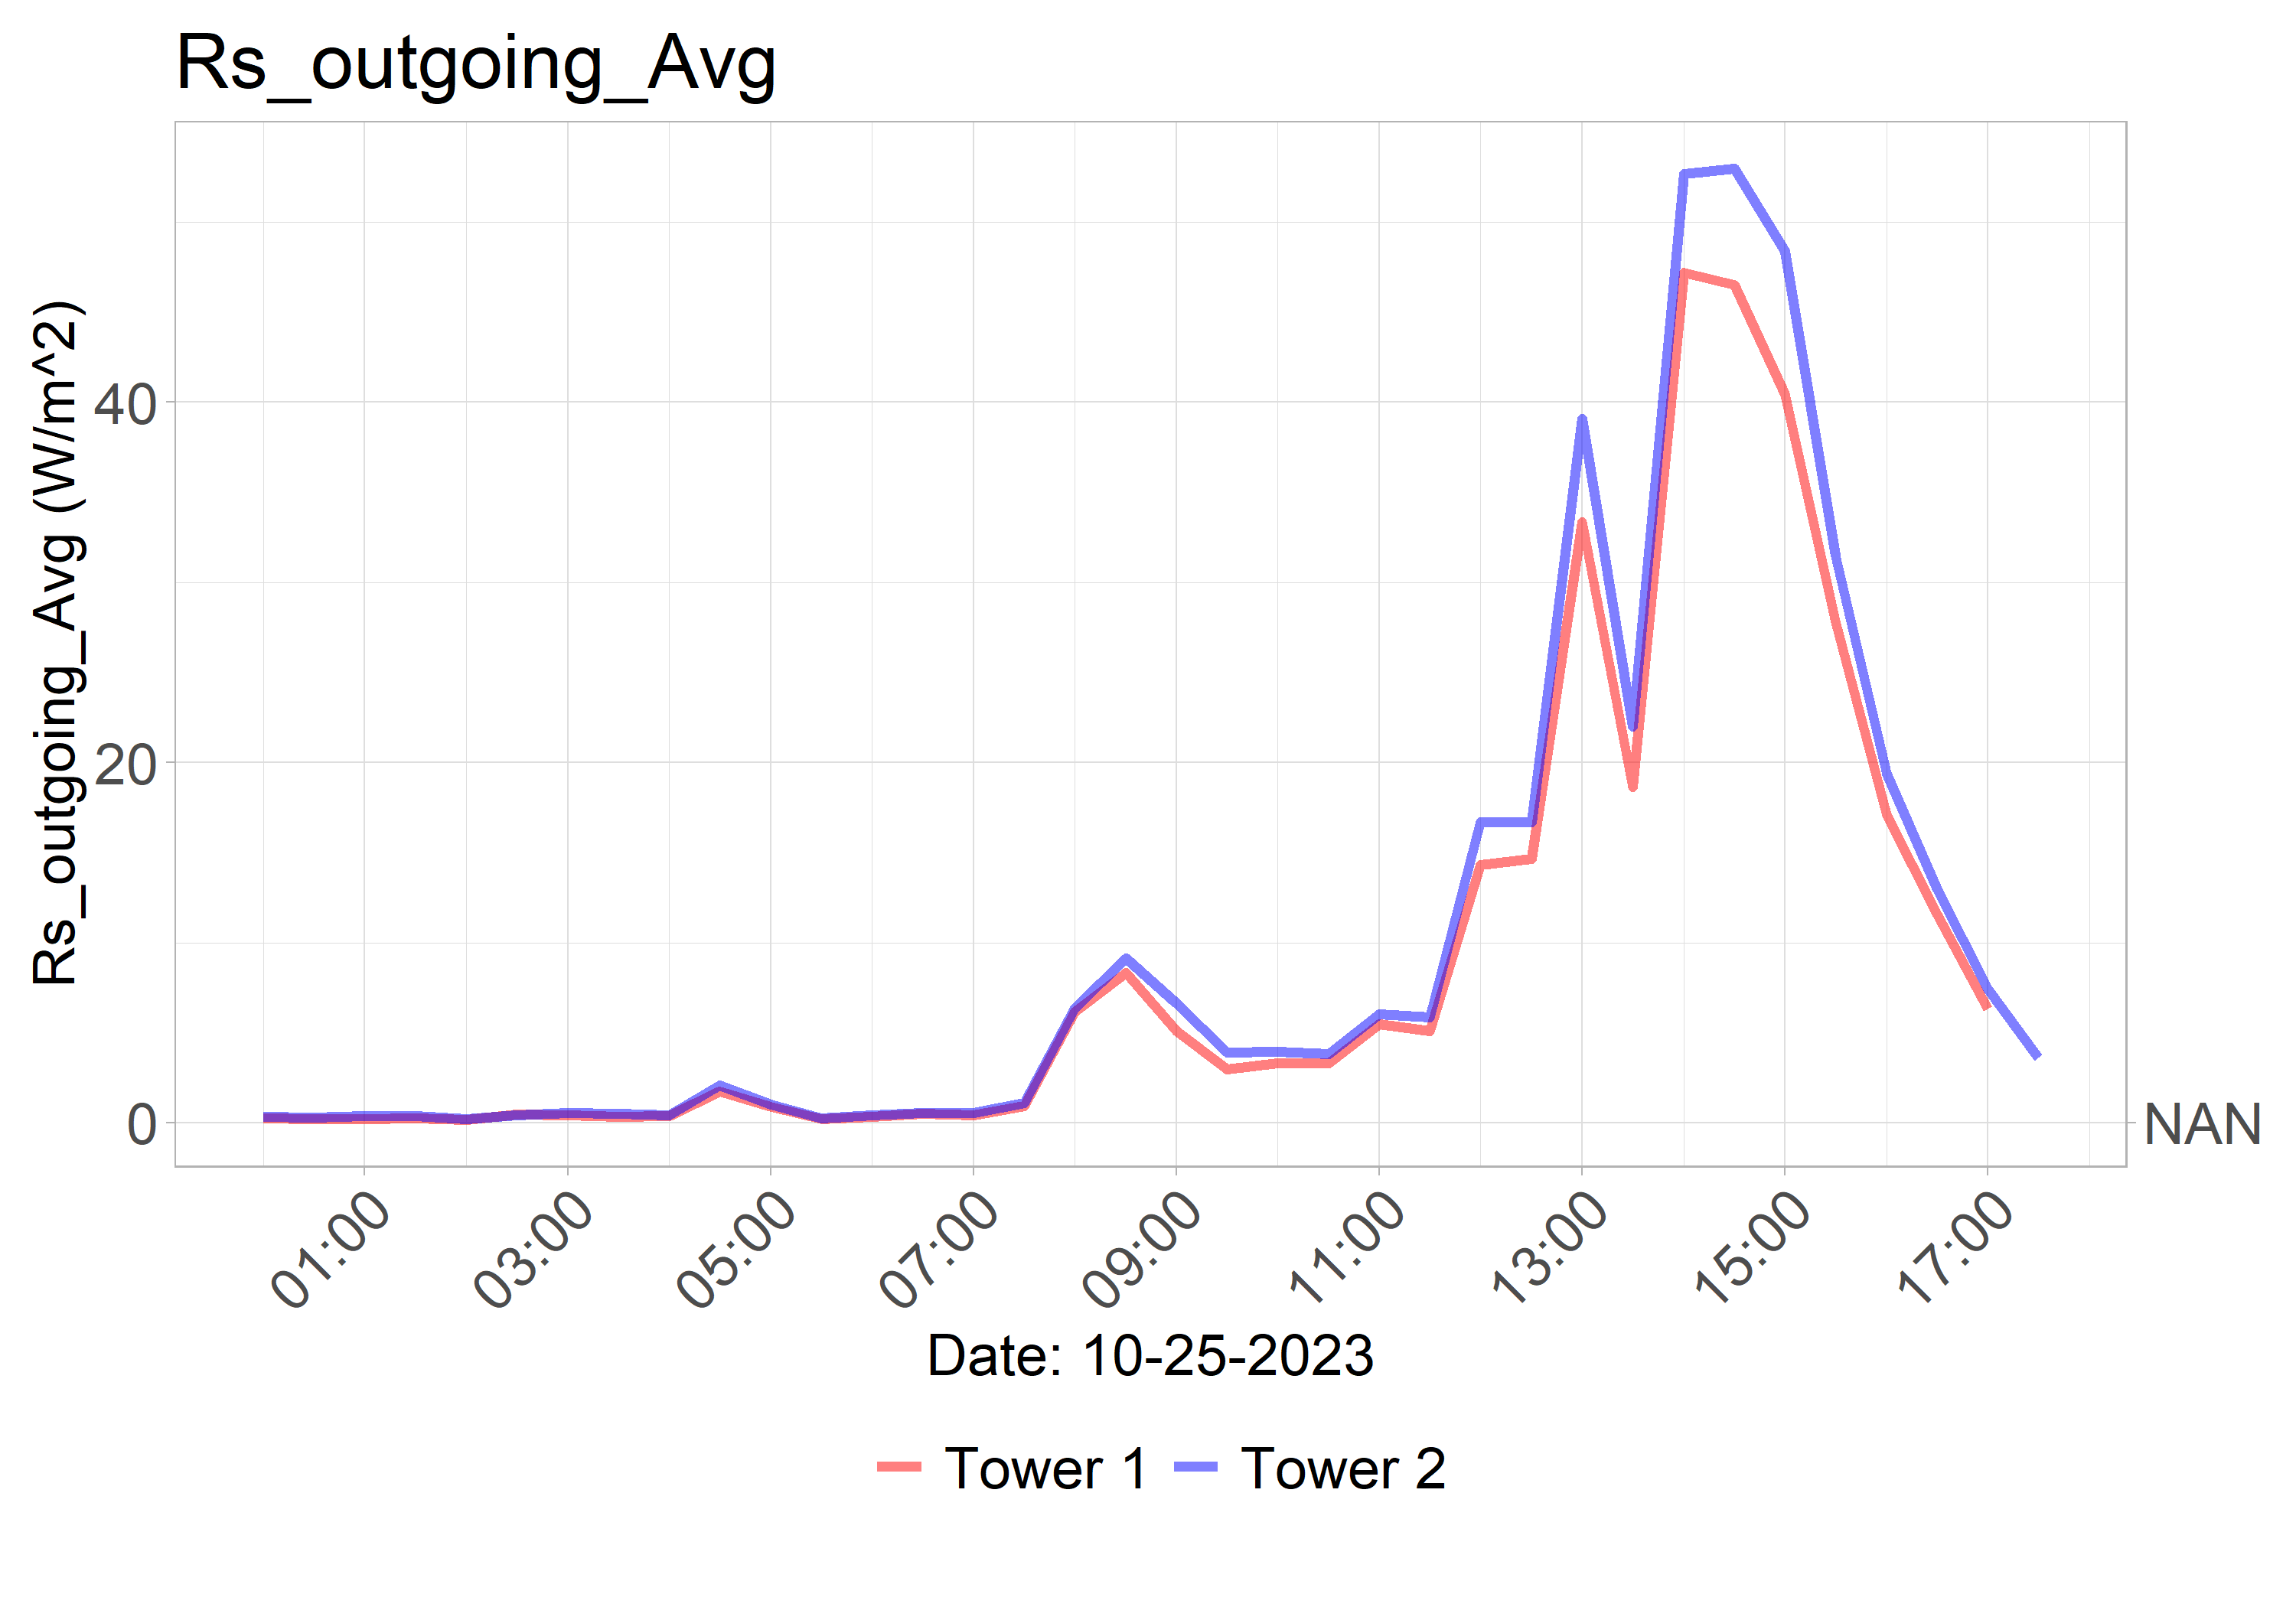 Rs_outgoing_Avg
Rs_outgoing_Avg (W/m^2)
40
20
0
NAN
01:00 03:00 05:00 07:00 09:00 11:00 13:00 15:00 17:00
Date: 10-25-2023
Tower 1 Tower 2